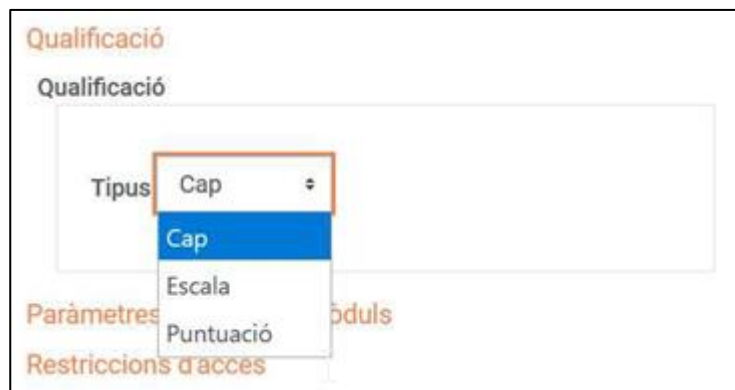 Qualificació
Qualificació
Tipus Cap
Cap
Escala
Paràmetres òduls
Puntuació
Restriccions d'accés